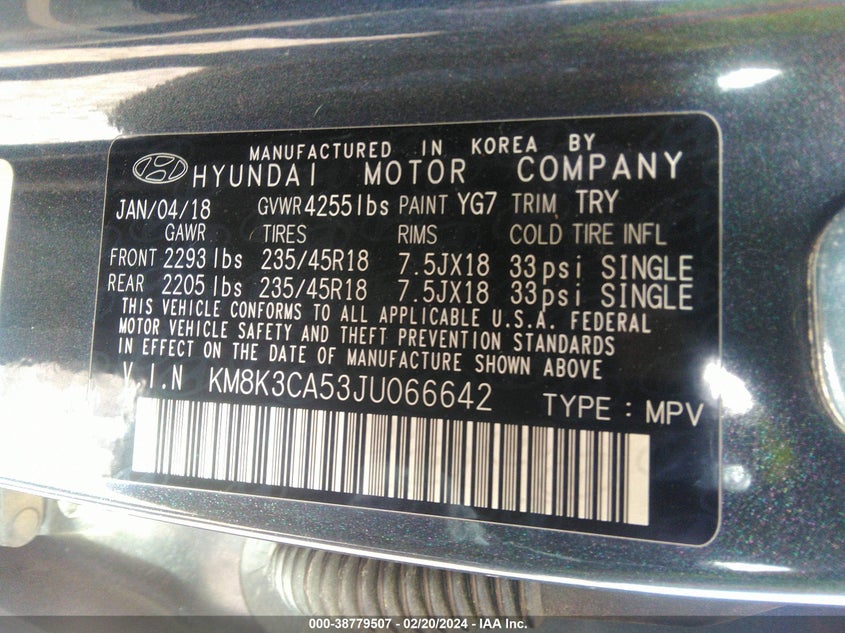 MANUFACTURED IN KOREA BY
HYUNDAI MOTOR COMPANY
JAN/04/18 GVWR 4255lbs PAINT YG7 TRIM TRY
GAWR TIRES RIMS COLD TIRE INFL
FRONT 2293 lbs 235/45R18 7.5JX18 33psi SINGLE
REAR 2205 lbs 235/45R18 7.5JX18 33psi SINGLE
THIS VEHICLE CONFORMS TO ALL APPLICABLE U.S.A. FEDERAL
MOTOR VEHICLE SAFETY AND THEFT PREVENTION STANDARDS
IN EFFECT ON THE DATE OF MANUFACTURE SHOWN ABOVE
V.I.N KM8K3CA53JU066642 TYPE : MPV
000-38779507 - 02/20/2024 - IAA Inc.